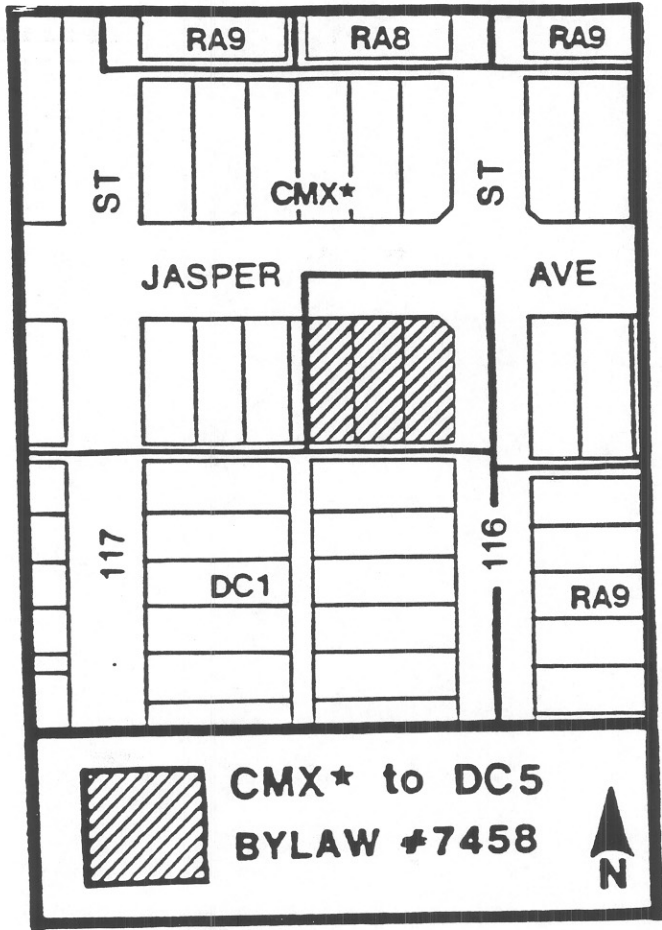 RA9 RA8 RA9
ST CMX* ST
JASPER AVE
117 DC1 116 RA9
CMX* to DC5
BYLAW #7458
N